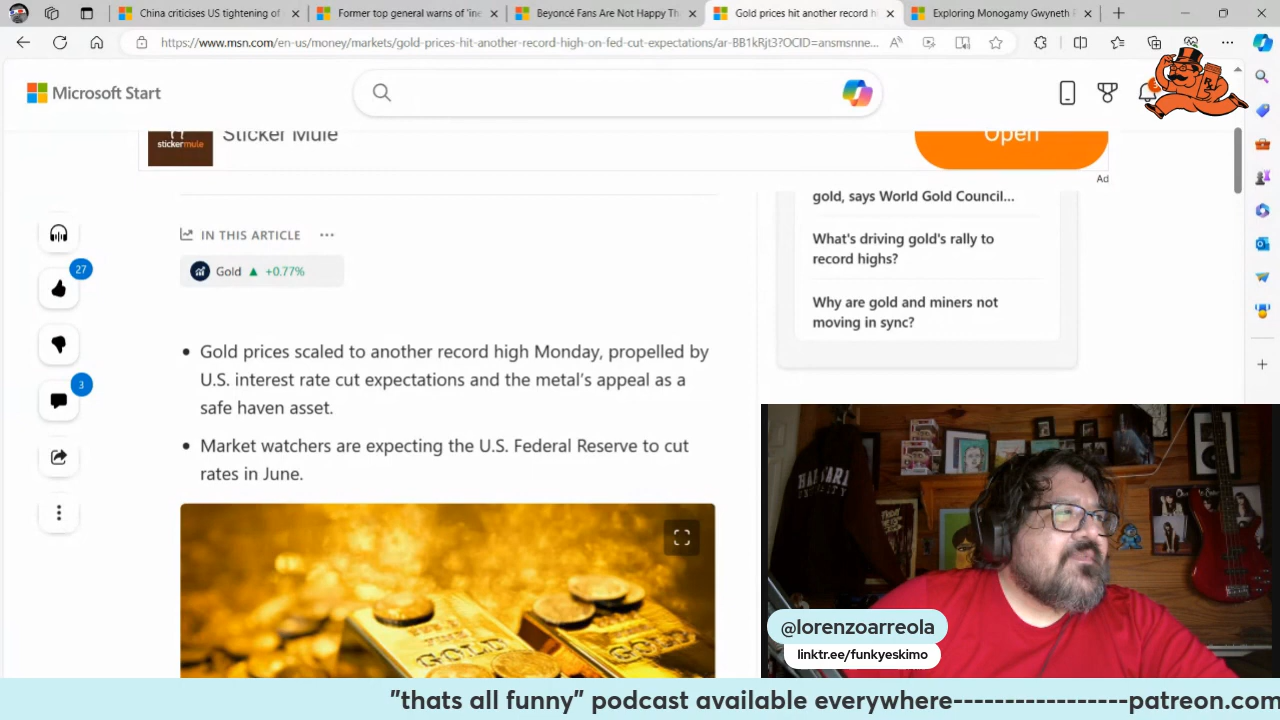 China criticises US tightening of
Former top general warns of 'ine
Beyoncé Fans Are Not Happy Tha
Gold prices hit another record hi
Exploring Monogamy Gwyneth P
https://www.msn.com/en-us/money/markets/gold-prices-hit-another-record-high-on-fed-cut-expectations/ar-BB1kRjt3?OCID=ansmsnne...
Microsoft Start
stickermule
Sticker Mule
Open
Ad
gold, says World Gold Council...
What's driving gold's rally to
record highs?
Why are gold and miners not
moving in sync?
IN THIS ARTICLE
Gold ▲ +0.77%
27
3
• Gold prices scaled to another record high Monday, propelled by
U.S. interest rate cut expectations and the metal's appeal as a
safe haven asset.
• Market watchers are expecting the U.S. Federal Reserve to cut
rates in June.
GOLD
GOLD
@lorenzoarreola
linktr.ee/funkyeskimo
"thats all funny" podcast available everywhere-----------------patreon.com